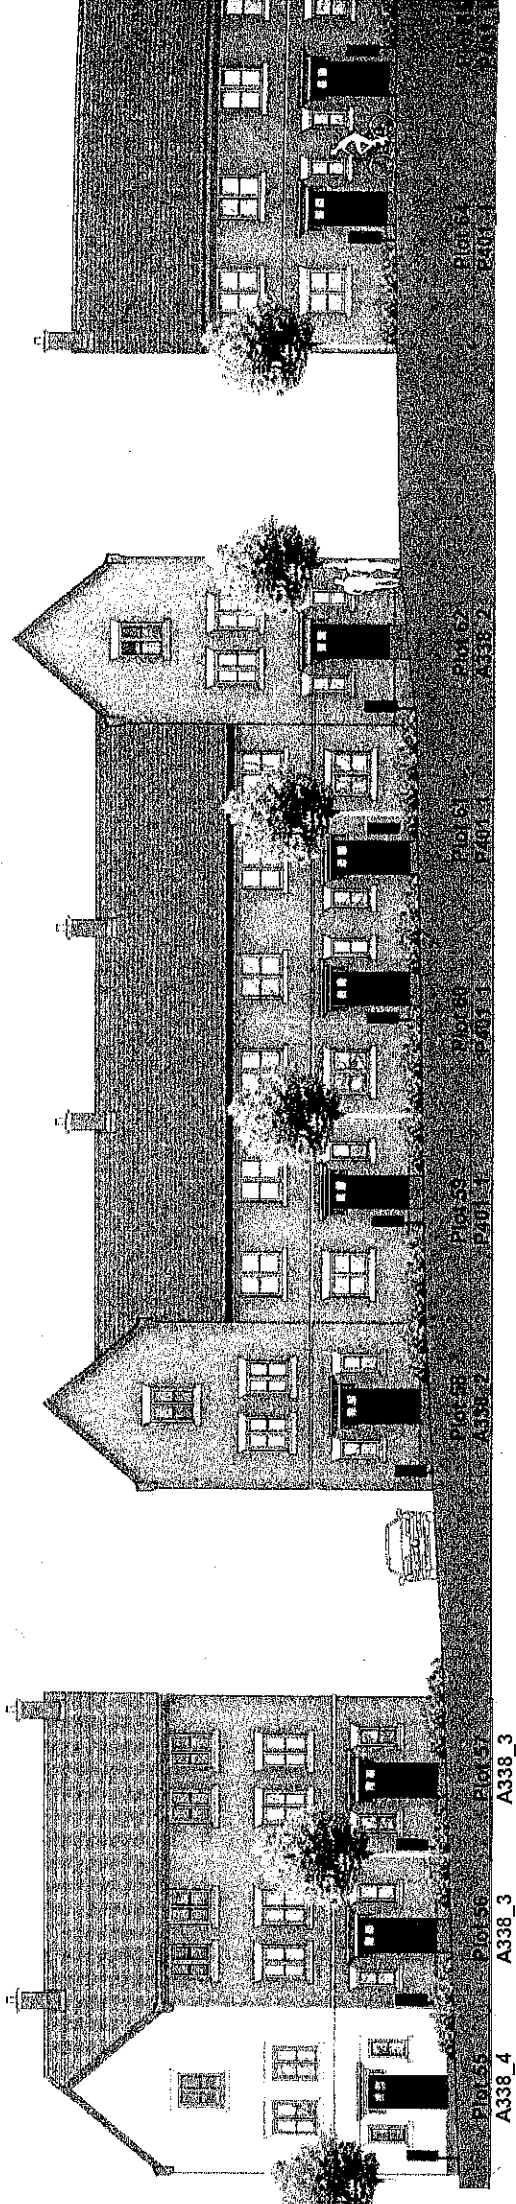 Plot 55
A338_4
Plot 56
A338_3
Plot 57
A338_3
Plot 58
A338_2
Plot 59
P401_1
Plot 60
P401_1
Plot 61
P401_1
Plot 62
A338_2
Plot 64
P401_1